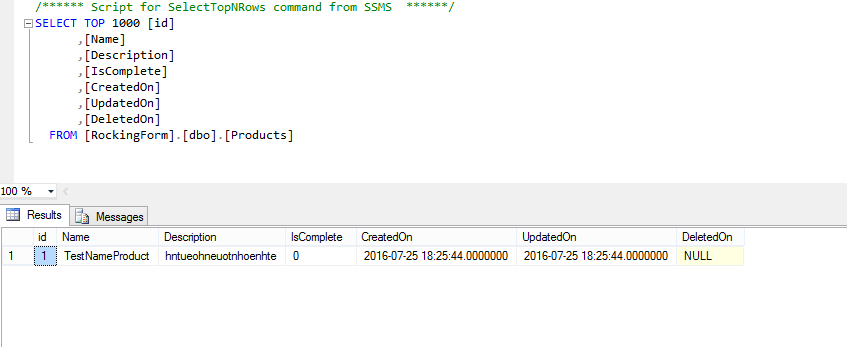 /****** Script for SelectTopNRows command from SSMS  ******/
SELECT TOP 1000 [id]
      ,[Name]
      ,[Description]
      ,[IsComplete]
      ,[CreatedOn]
      ,[UpdatedOn]
      ,[DeletedOn]
  FROM [RockingForm].[dbo].[Products]
100 %
Results Messages
id Name Description IsComplete CreatedOn UpdatedOn DeletedOn
1 1 TestNameProduct hntueohneuotnhoenhte 0 2016-07-25 18:25:44.0000000 2016-07-25 18:25:44.0000000 NULL